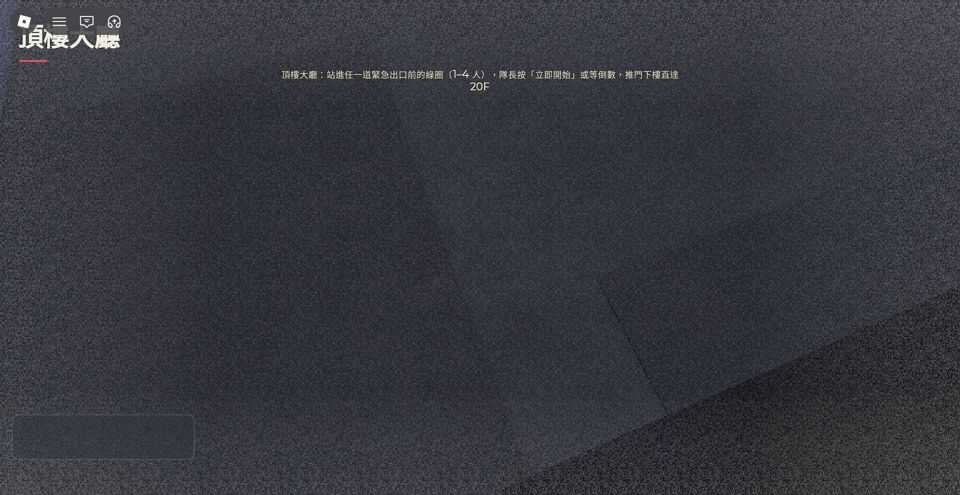 頂樓大廳
頂樓大廳：站進任一道緊急出口前的綠圈（1–4 人），隊長按「立即開始」或等倒數，推門下樓直達
20F